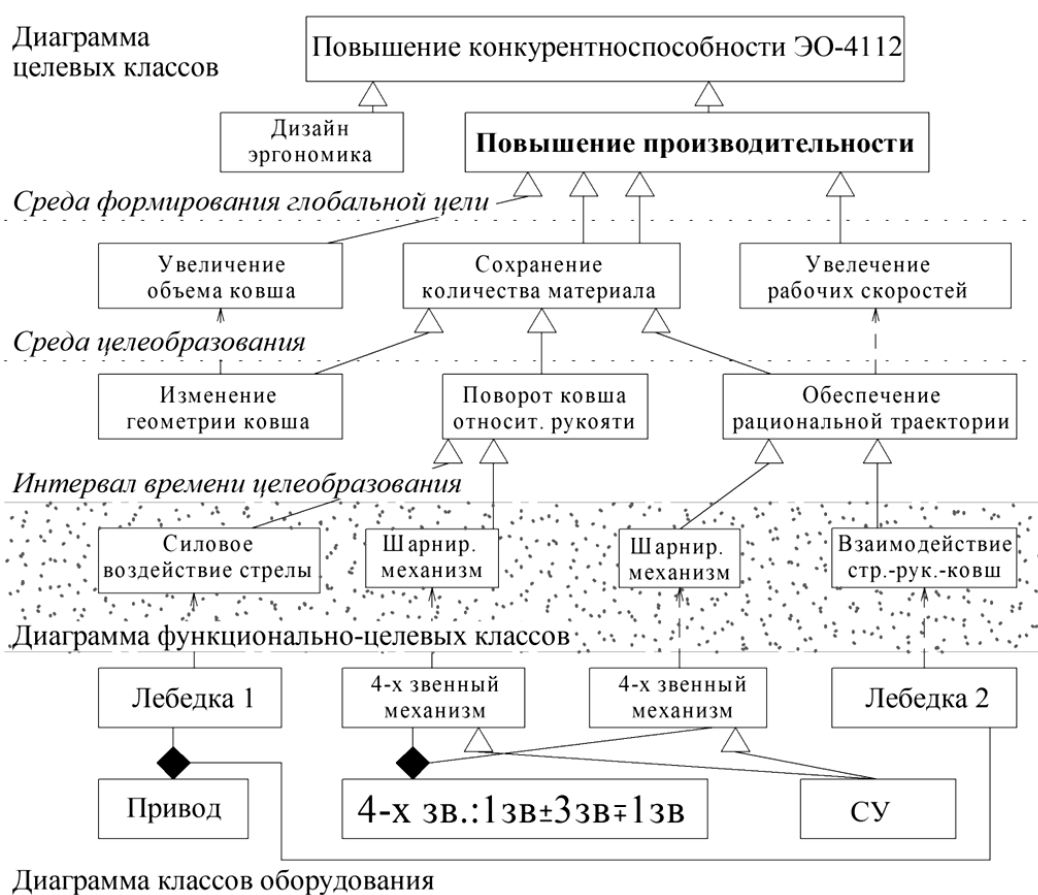 Диаграмма
целевых классов
Повышение конкурентноспособности ЭО-4112
Дизайн
эргономика
Повышение производительности
Среда формирования глобальной цели
Увеличение
объема ковша
Сохранение
количества материала
Увелечение
рабочих скоростей
Среда целеобразования
Изменение
геометрии ковша
Поворот ковша
относит. рукояти
Обеспечение
рациональной траектории
Интервал времени целеобразования
Силовое
воздействие стрелы
Шарнир.
механизм
Шарнир.
механизм
Взаимодействие
стр.-рук.-ковш
Диаграмма функционально-целевых классов
Лебедка 1
4-х звенный
механизм
4-х звенный
механизм
Лебедка 2
Привод
4-х зв.:1зв±3зв∓1зв
СУ
Диаграмма классов оборудования